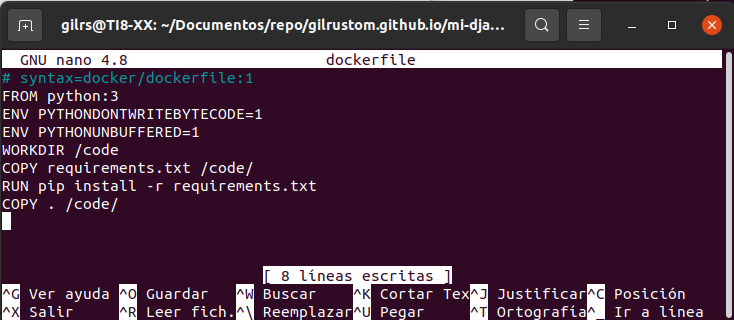 gilrs@TI8-XX: ~/Documentos/repo/gilrustom.github.io/mi-dja...
GNU nano 4.8 dockerfile
# syntax=docker/dockerfile:1
FROM python:3
ENV PYTHONDONTWRITEBYTECODE=1
ENV PYTHONUNBUFFERED=1
WORKDIR /code
COPY requirements.txt /code/
RUN pip install -r requirements.txt
COPY . /code/
[ 8 líneas escritas ]
^G Ver ayuda ^O Guardar ^W Buscar ^K Cortar Tex^J Justificar^C Posición
^X Salir ^R Leer fich.^\ Reemplazar^U Pegar ^T Ortografía^_ Ir a línea